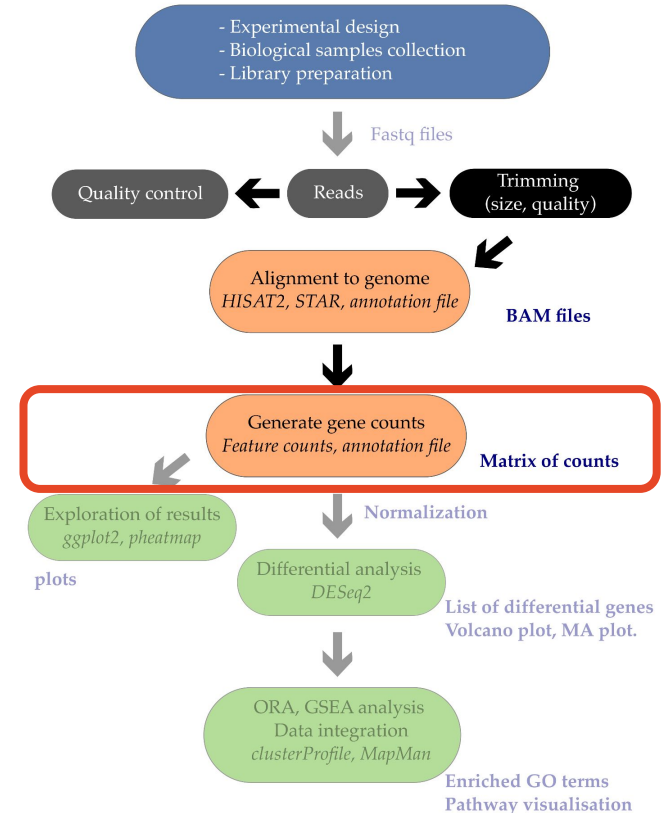 - Experimental design
- Biological samples collection
- Library preparation
Fastq files
Quality control
Reads
Trimming
(size, quality)
Alignment to genome
HISAT2, STAR, annotation file
BAM files
Generate gene counts
Feature counts, annotation file
Matrix of counts
Exploration of results
ggplot2, pheatmap
plots
Normalization
Differential analysis
DESeq2
List of differential genes
Volcano plot, MA plot.
ORA, GSEA analysis
Data integration
clusterProfile, MapMan
Enriched GO terms
Pathway visualisation